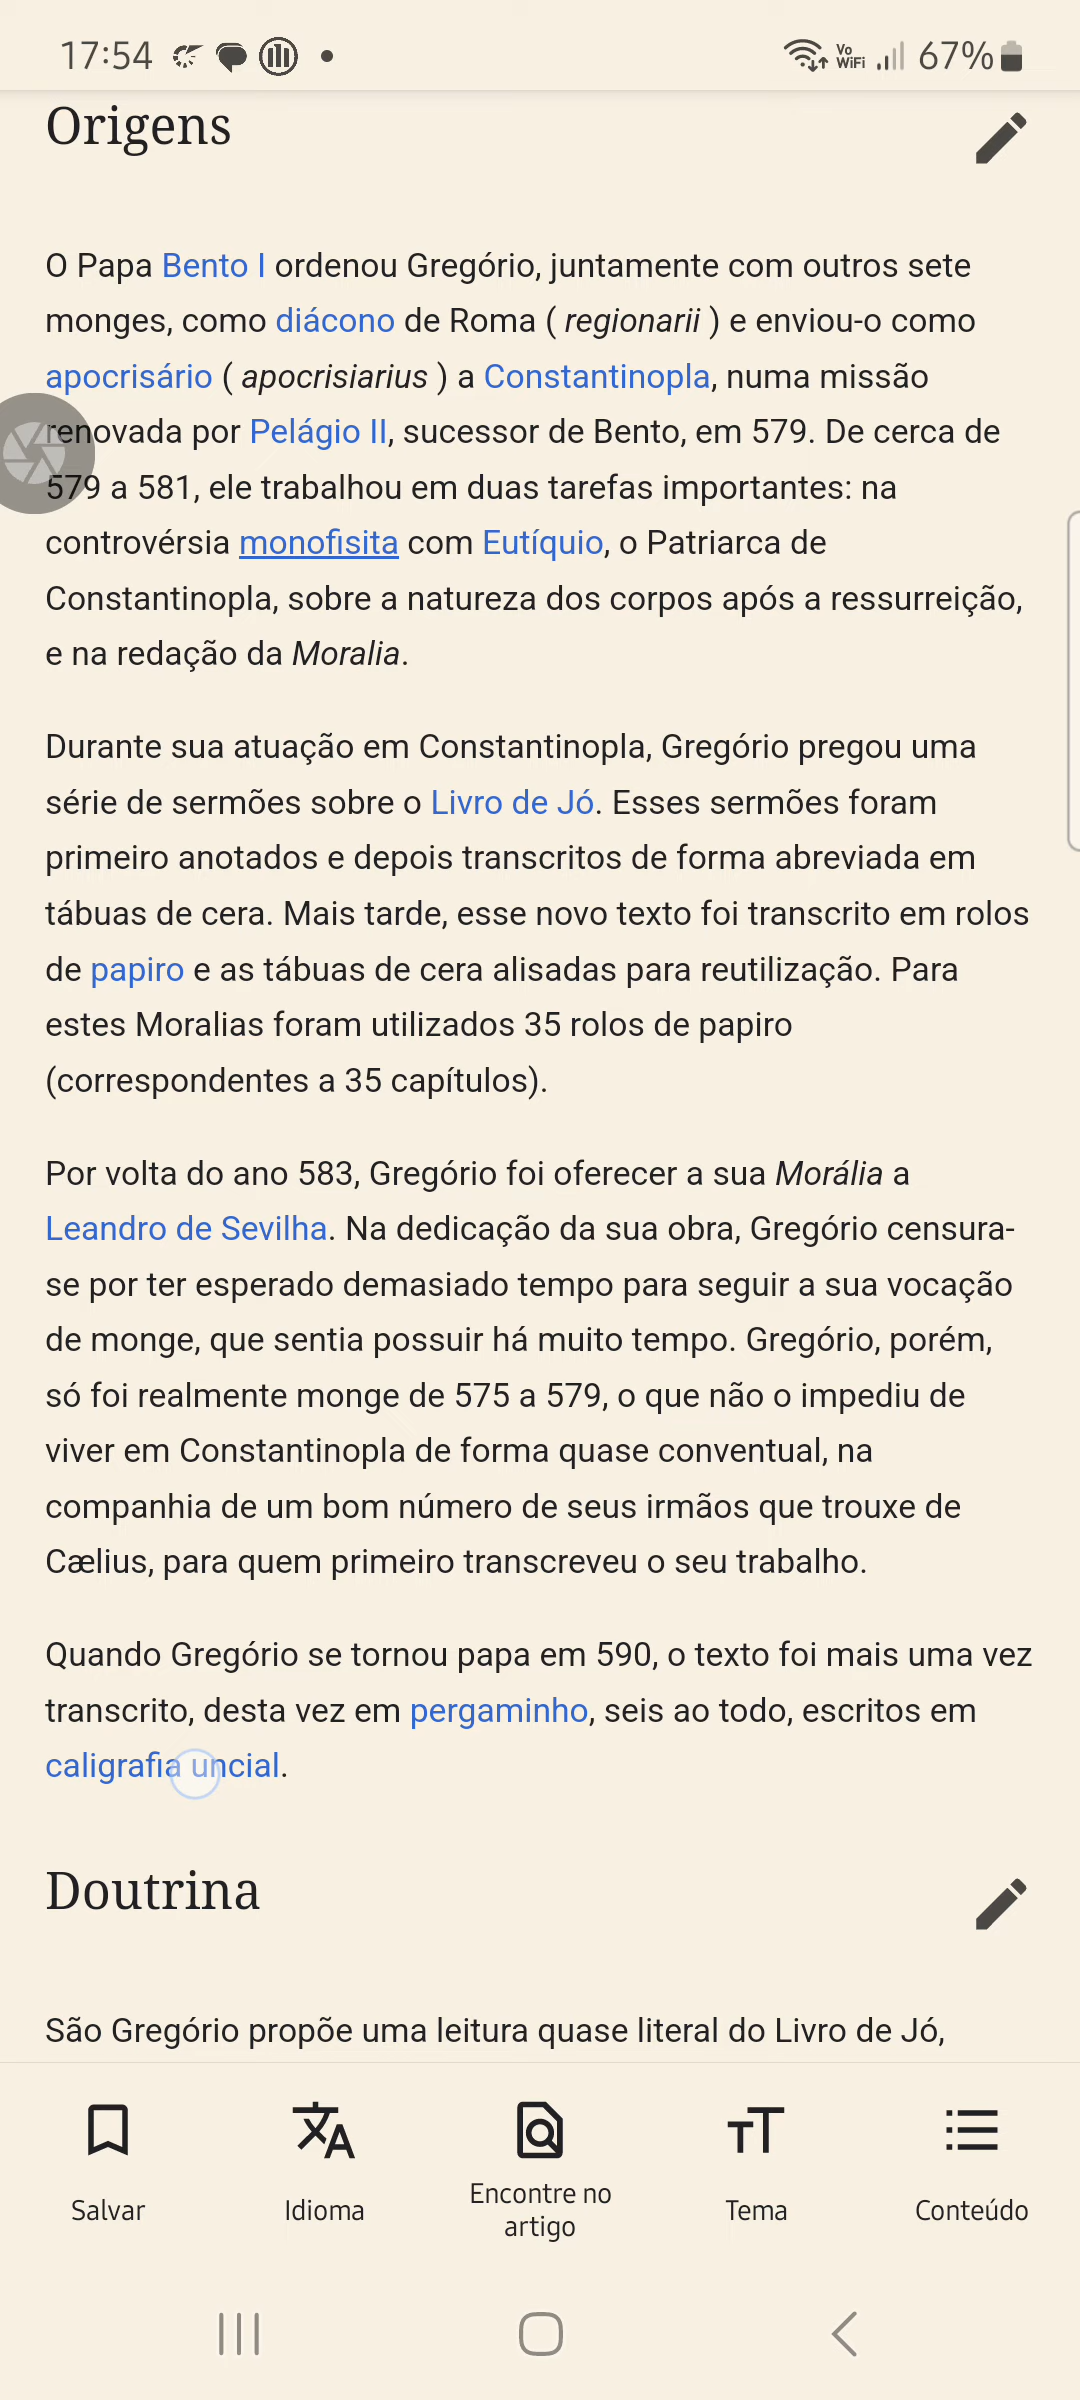 17:54
Vo
WiFi
67%
Origens
O Papa Bento I ordenou Gregório, juntamente com outros sete
monges, como diácono de Roma ( regionarii ) e enviou-o como
apocrisário ( apocrisiarius ) a Constantinopla, numa missão
renovada por Pelágio II, sucessor de Bento, em 579. De cerca de
579 a 581, ele trabalhou em duas tarefas importantes: na
controvérsia monofisita com Eutíquio, o Patriarca de
Constantinopla, sobre a natureza dos corpos após a ressurreição,
e na redação da Moralia.
Durante sua atuação em Constantinopla, Gregório pregou uma
série de sermões sobre o Livro de Jó. Esses sermões foram
primeiro anotados e depois transcritos de forma abreviada em
tábuas de cera. Mais tarde, esse novo texto foi transcrito em rolos
de papiro e as tábuas de cera alisadas para reutilização. Para
estes Moralias foram utilizados 35 rolos de papiro
(correspondentes a 35 capítulos).
Por volta do ano 583, Gregório foi oferecer a sua Morália a
Leandro de Sevilha. Na dedicação da sua obra, Gregório censura-
se por ter esperado demasiado tempo para seguir a sua vocação
de monge, que sentia possuir há muito tempo. Gregório, porém,
só foi realmente monge de 575 a 579, o que não o impediu de
viver em Constantinopla de forma quase conventual, na
companhia de um bom número de seus irmãos que trouxe de
Cælius, para quem primeiro transcreveu o seu trabalho.
Quando Gregório se tornou papa em 590, o texto foi mais uma vez
transcrito, desta vez em pergaminho, seis ao todo, escritos em
caligrafia uncial.
Doutrina
São Gregório propõe uma leitura quase literal do Livro de Jó,
Salvar
Idioma
Encontre no
artigo
Tema
Conteúdo